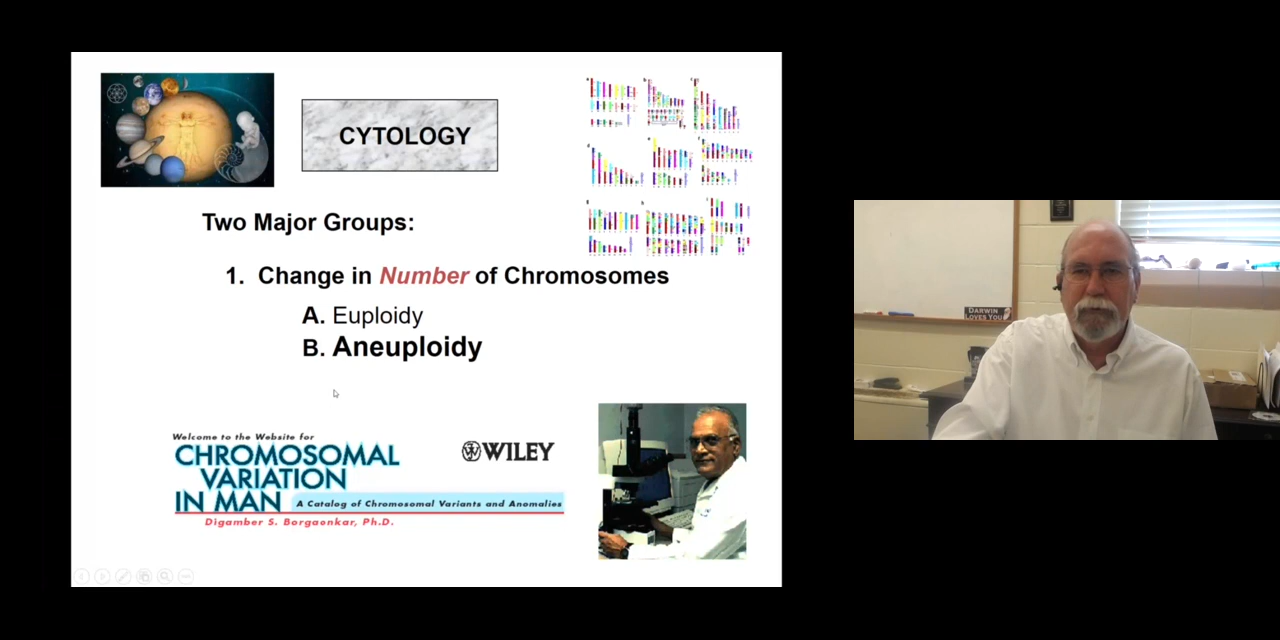 CYTOLOGY
Two Major Groups:
1. Change in Number of Chromosomes
A. Euploidy
B. Aneuploidy
Welcome to the Website for
CHROMOSOMAL
VARIATION
IN MAN
A Catalog of Chromosomal Variants and Anomalies
Digamber S. Borgaonkar, Ph.D.
WILEY
DARWIN
LOVES YOU